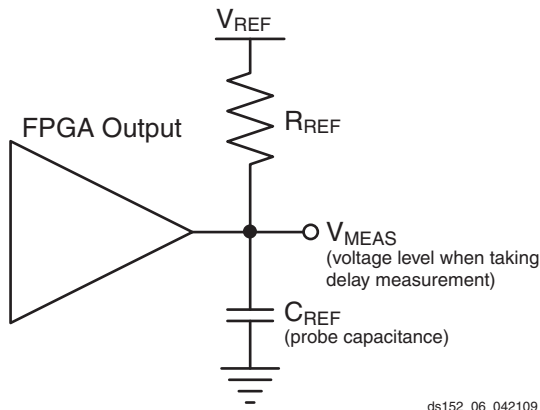 VREF
FPGA Output
RREF
VMEAS
(voltage level when taking
delay measurement)
CREF
(probe capacitance)
ds152_06_042109